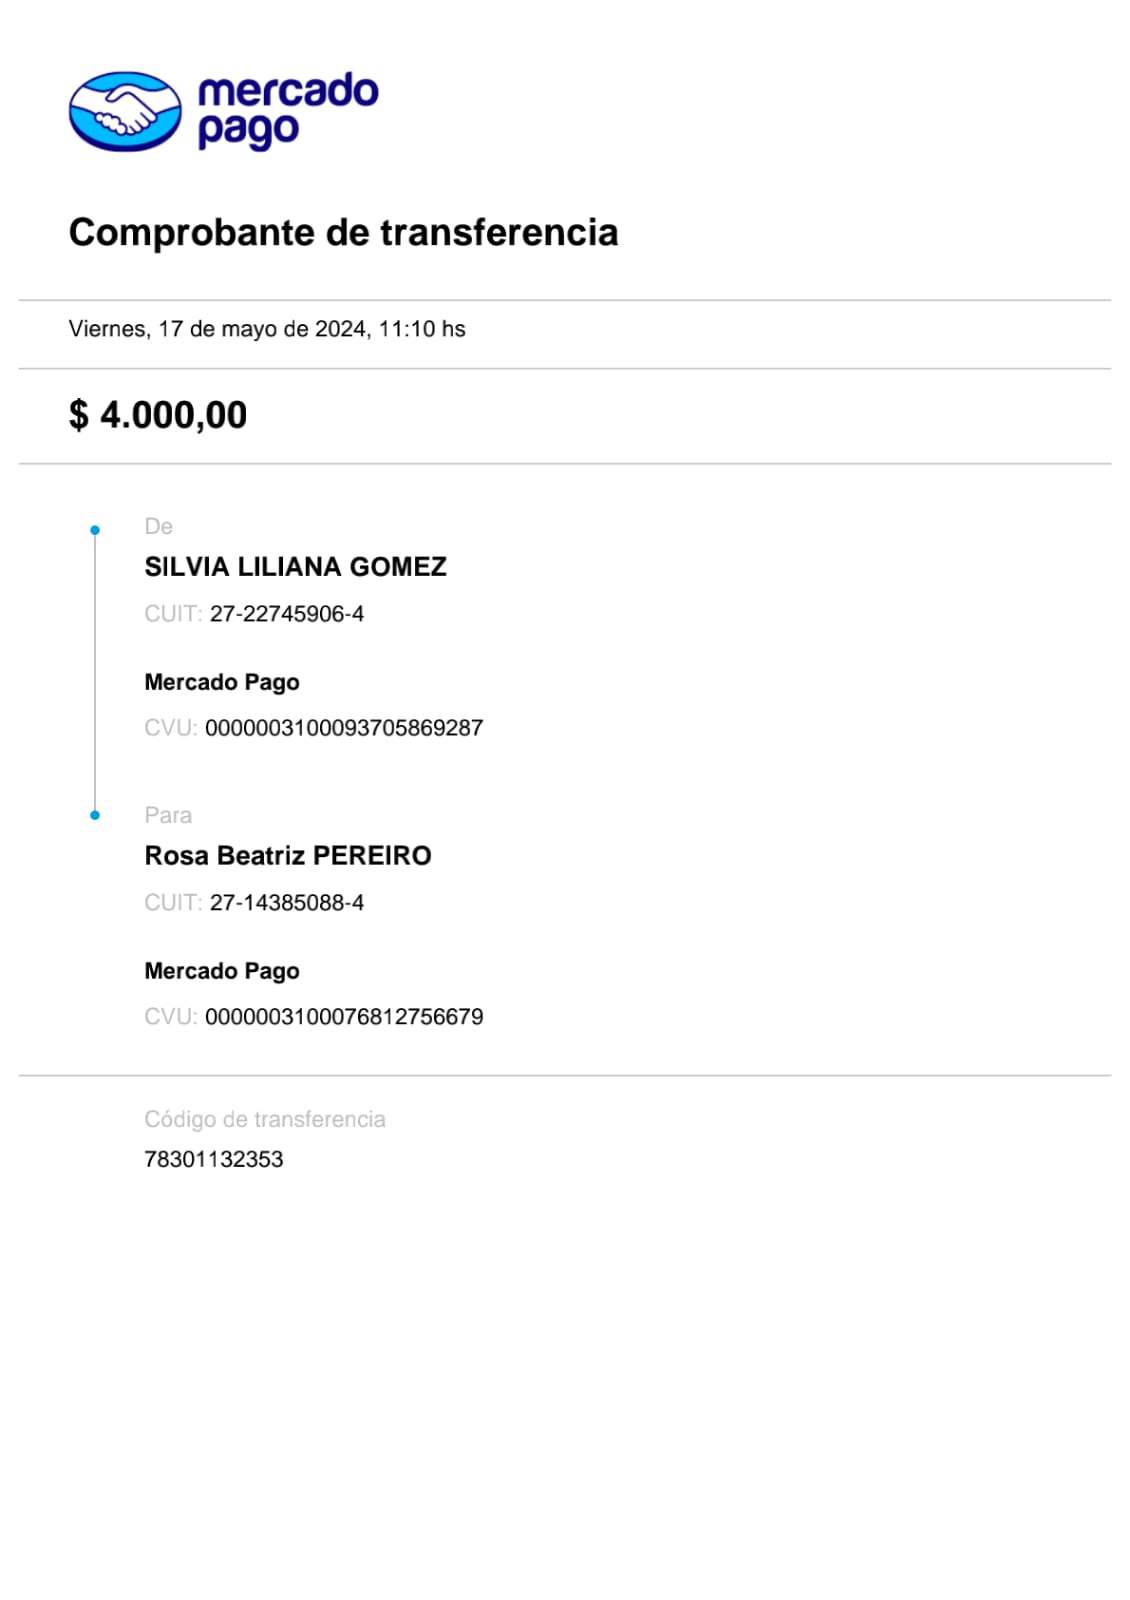 mercado
pago
Comprobante de transferencia
Viernes, 17 de mayo de 2024, 11:10 hs
$ 4.000,00
De
SILVIA LILIANA GOMEZ
CUIT: 27-22745906-4
Mercado Pago
CVU: 0000003100093705869287
Para
Rosa Beatriz PEREIRO
CUIT: 27-14385088-4
Mercado Pago
CVU: 0000003100076812756679
Código de transferencia
78301132353